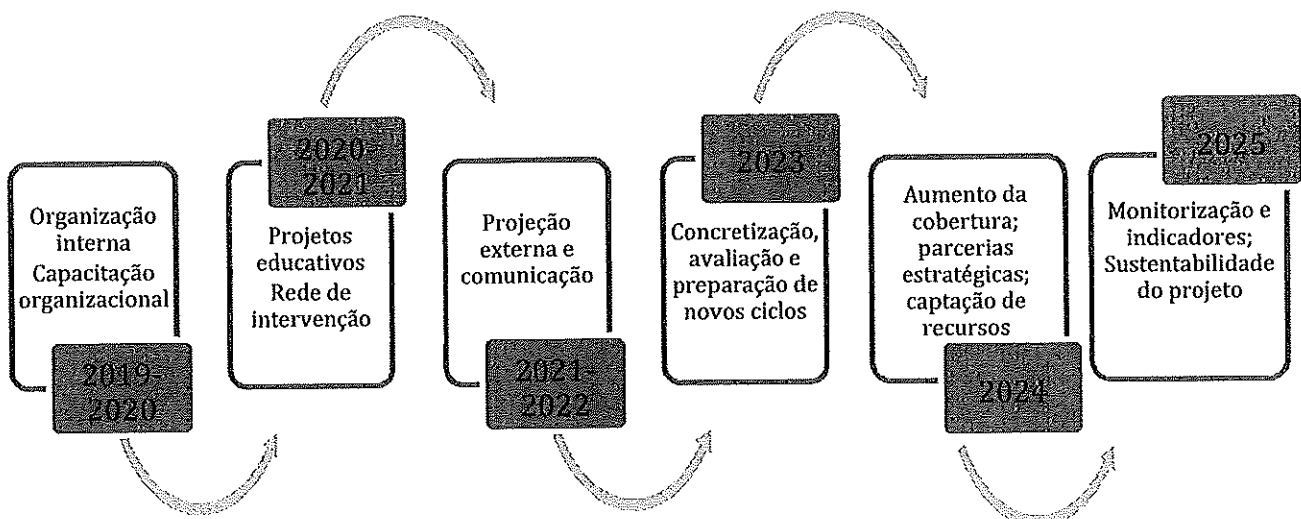 Organização
interna
Capacitação
organizacional
2019-
2020
2020-
2021
Projetos
educativos
Rede de
intervenção
Projeção
externa e
comunicação
2021-
2022
2023
Concretização,
avaliação e
preparação de
novos ciclos
Aumento da
cobertura;
parcerias
estratégicas;
captação de
recursos
2024
2025
Monitorização e
indicadores;
Sustentabilidade
do projeto